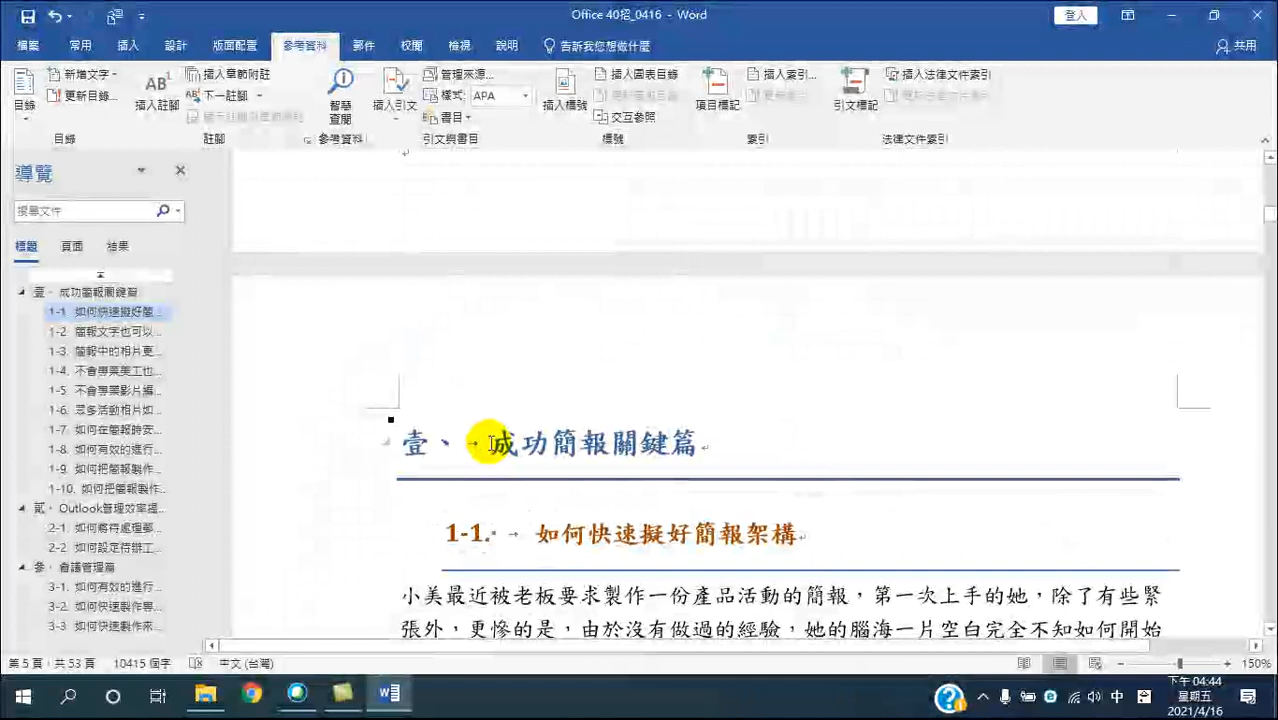 Office 40招_0416 - Word
登入
檔案 常用 插入 設計 版面配置 參考資料 郵件 校閱 檢視 說明 告訴我您想做什麼 共用
目錄 新增文字 更新目錄...
AB¹ 插入註腳 插入章節附註 下一註腳
智慧查閱
插入引文 管理來源... 樣式: APA 書目
插入標號 插入圖表目錄 交互參照
項目標記 插入索引...
引文標記 插入法律文件索引
目錄 註腳 參考資料 引文與書目 標號 索引 法律文件索引
導覽
搜尋文件
標題 頁面 結果
壹、成功簡報關鍵篇
1-1. 如何快速擬好簡...
1-2. 簡報文字也可以...
1-3. 簡報中的相片更...
1-4. 不會專業美工也...
1-5. 不會專業影片編...
1-6. 眾多活動相片如...
1-7. 如何在簡報時安...
1-8. 如何有效的進行...
1-9. 如何把簡報製作...
1-10. 如何把簡報製作...
貳、Outlook管理效率提...
2-1. 如何將待處理郵...
2-2. 如何設定待辦工...
參、會議管理篇
3-1. 如何有效的進行...
3-2. 如何快速製作專...
3-3. 如何快速製作來...
壹、 → 成功簡報關鍵篇
1-1. → 如何快速擬好簡報架構
小美最近被老板要求製作一份產品活動的簡報，第一次上手的她，除了有些緊
張外，更慘的是，由於沒有做過的經驗，她的腦海一片空白完全不知如何開始
第 5 頁，共 53 頁 10415 個字 中文 (台灣) 150%
中
下午 04:44
星期五
2021/4/16